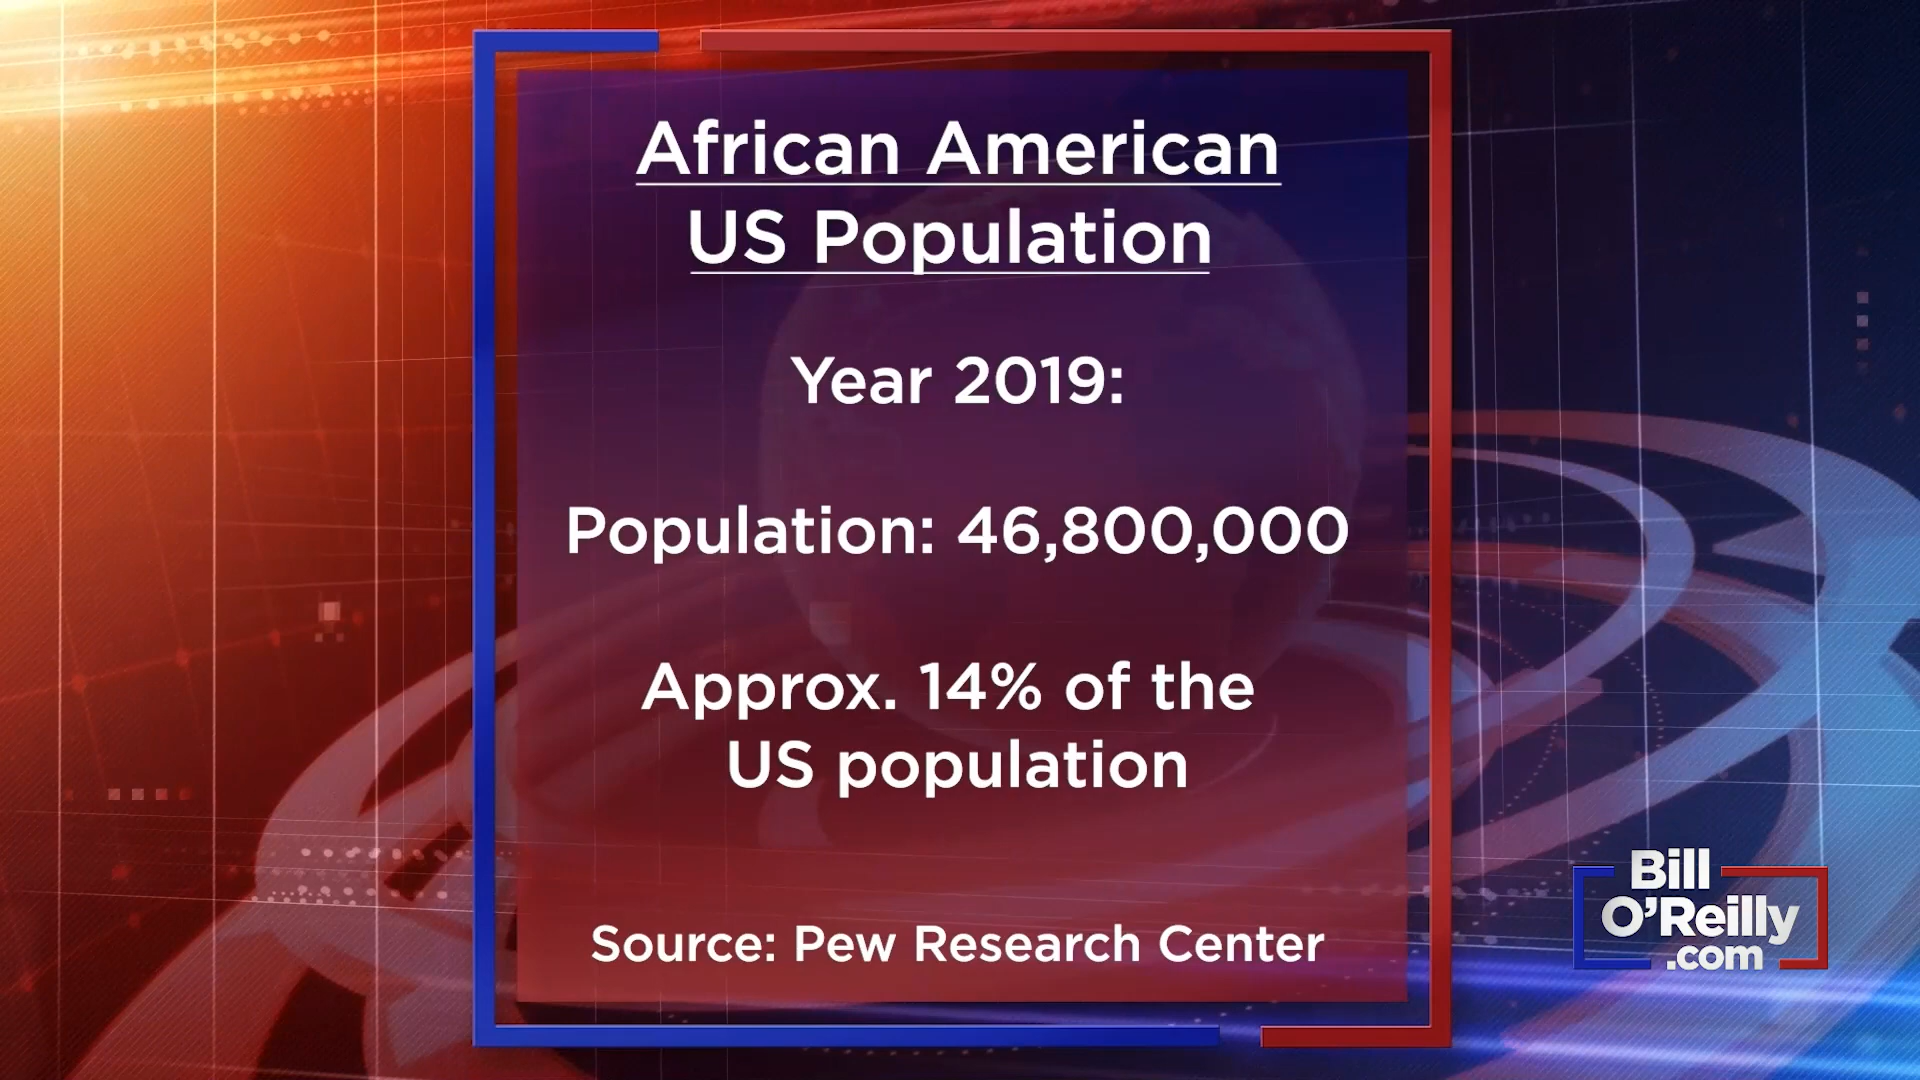 African American
US Population
Year 2019:
Population: 46,800,000
Approx. 14% of the
US population
Source: Pew Research Center
Bill
O'Reilly
.com